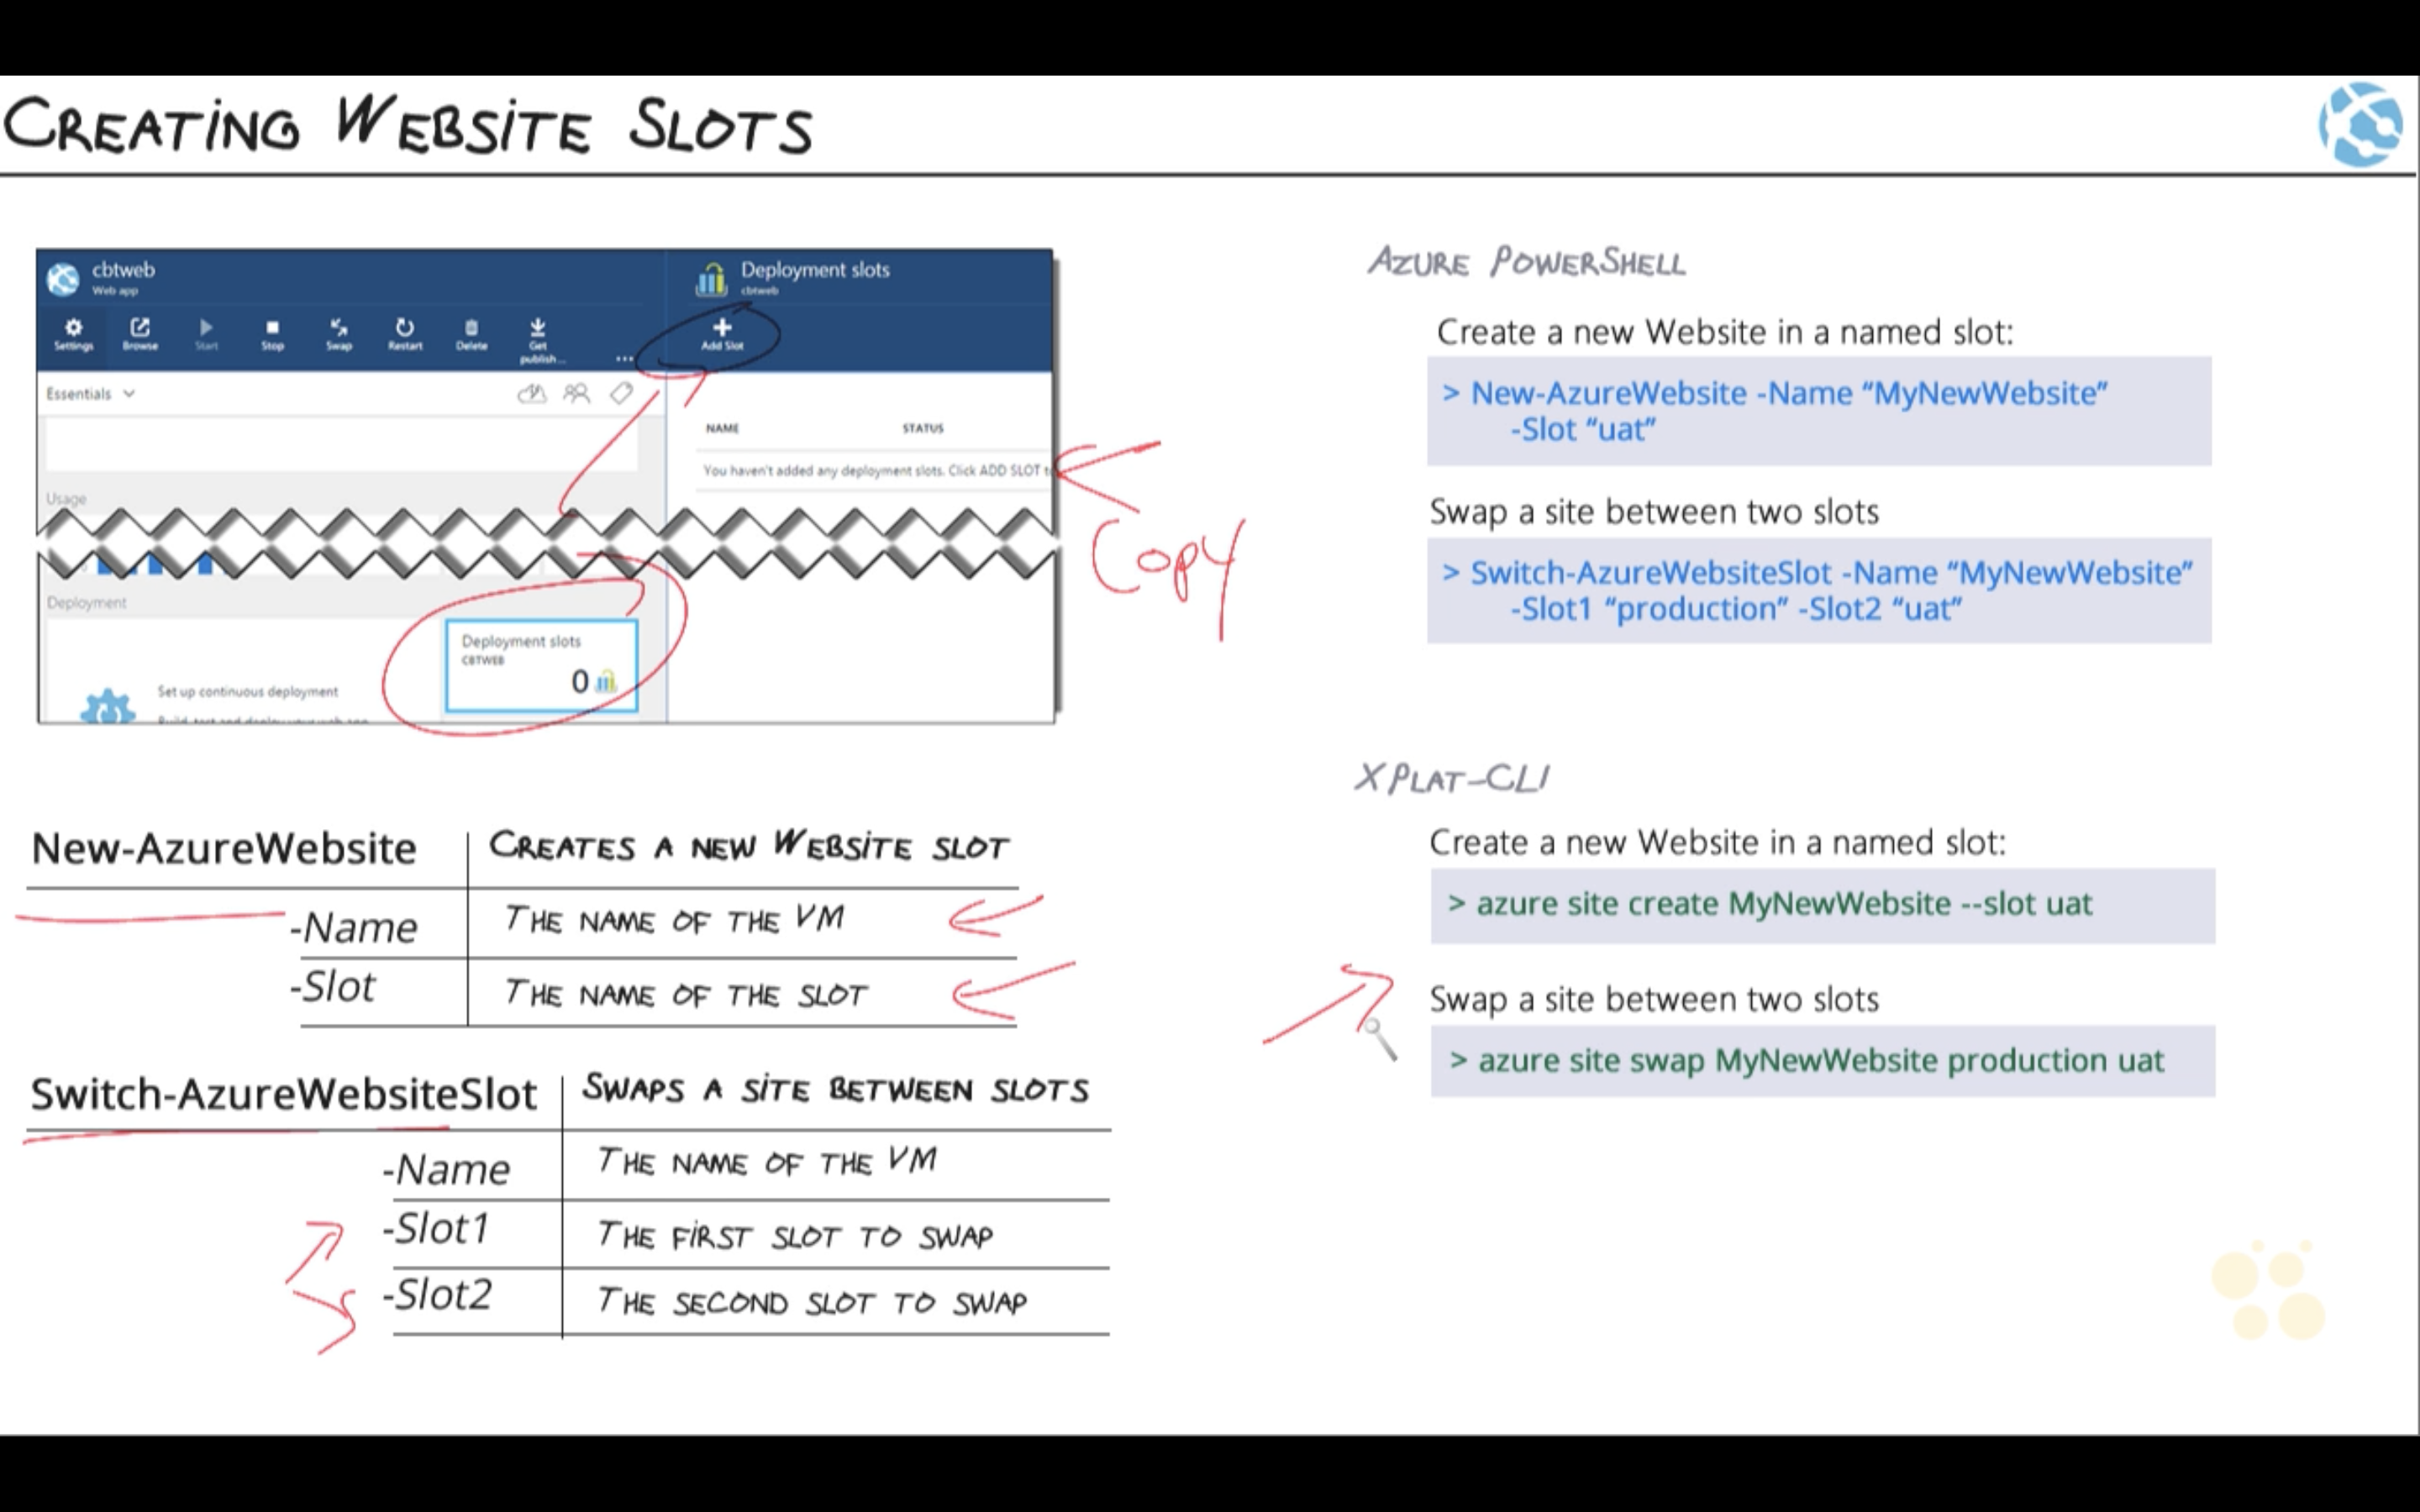 CREATING WEBSITE SLOTS
cbtweb
Web app
Settings
Browse
Start
Stop
Swap
Restart
Delete
Get
publish...
...
Essentials
Usage
Deployment
Set up continuous deployment
Deployment slots
CBTWEB
0
Deployment slots
cbtweb
Add Slot
NAME STATUS
You haven't added any deployment slots. Click ADD SLOT
Copy
New-AzureWebsite CREATES A NEW WEBSITE SLOT
-Name THE NAME OF THE VM
-Slot THE NAME OF THE SLOT
Switch-AzureWebsiteSlot SWAPS A SITE BETWEEN SLOTS
-Name THE NAME OF THE VM
-Slot1 THE FIRST SLOT TO SWAP
-Slot2 THE SECOND SLOT TO SWAP
AZURE POWERSHELL
Create a new Website in a named slot:
> New-AzureWebsite -Name “MyNewWebsite”
-Slot “uat”
Swap a site between two slots
> Switch-AzureWebsiteSlot -Name “MyNewWebsite”
-Slot1 “production” -Slot2 “uat”
XPLAT-CLI
Create a new Website in a named slot:
> azure site create MyNewWebsite --slot uat
Swap a site between two slots
> azure site swap MyNewWebsite production uat